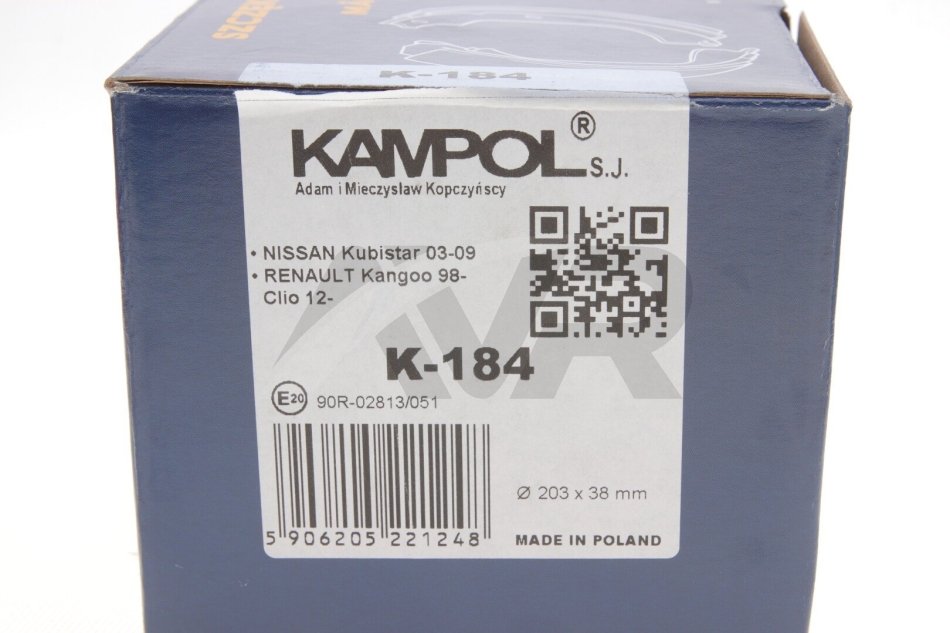 K-184
KAMPOL® S.J.
Adam i Mieczysław Kopczyńscy
• NISSAN Kubistar 03-09
• RENAULT Kangoo 98-
Clio 12-
K-184
E20 90R-02813/051
Ø 203 x 38 mm
5 906205 221248
MADE IN POLAND